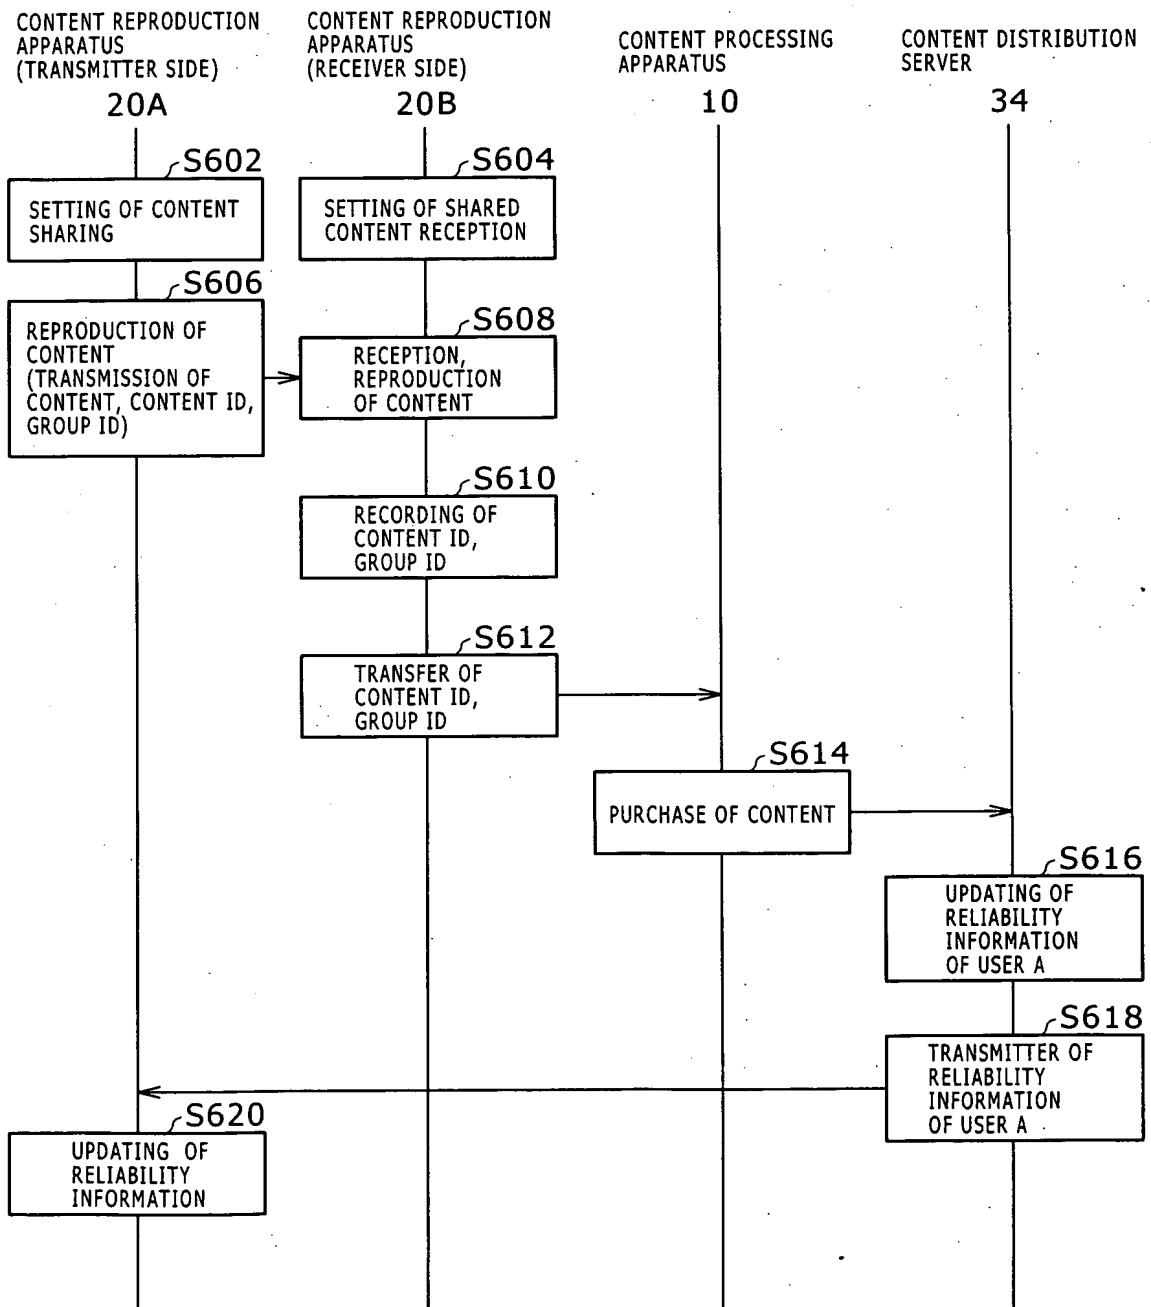 CONTENT REPRODUCTION
APPARATUS
(TRANSMITTER SIDE)
20A
CONTENT REPRODUCTION
APPARATUS
(RECEIVER SIDE)
20B
CONTENT PROCESSING
APPARATUS
10
CONTENT DISTRIBUTION
SERVER
34
S602
SETTING OF CONTENT
SHARING
S604
SETTING OF SHARED
CONTENT RECEPTION
S606
REPRODUCTION OF
CONTENT
(TRANSMISSION OF
CONTENT, CONTENT ID,
GROUP ID)
S608
RECEPTION,
REPRODUCTION
OF CONTENT
S610
RECORDING OF
CONTENT ID,
GROUP ID
S612
TRANSFER OF
CONTENT ID,
GROUP ID
S614
PURCHASE OF CONTENT
S616
UPDATING OF
RELIABILITY
INFORMATION
OF USER A
S618
TRANSMITTER OF
RELIABILITY
INFORMATION
OF USER A
S620
UPDATING OF
RELIABILITY
INFORMATION